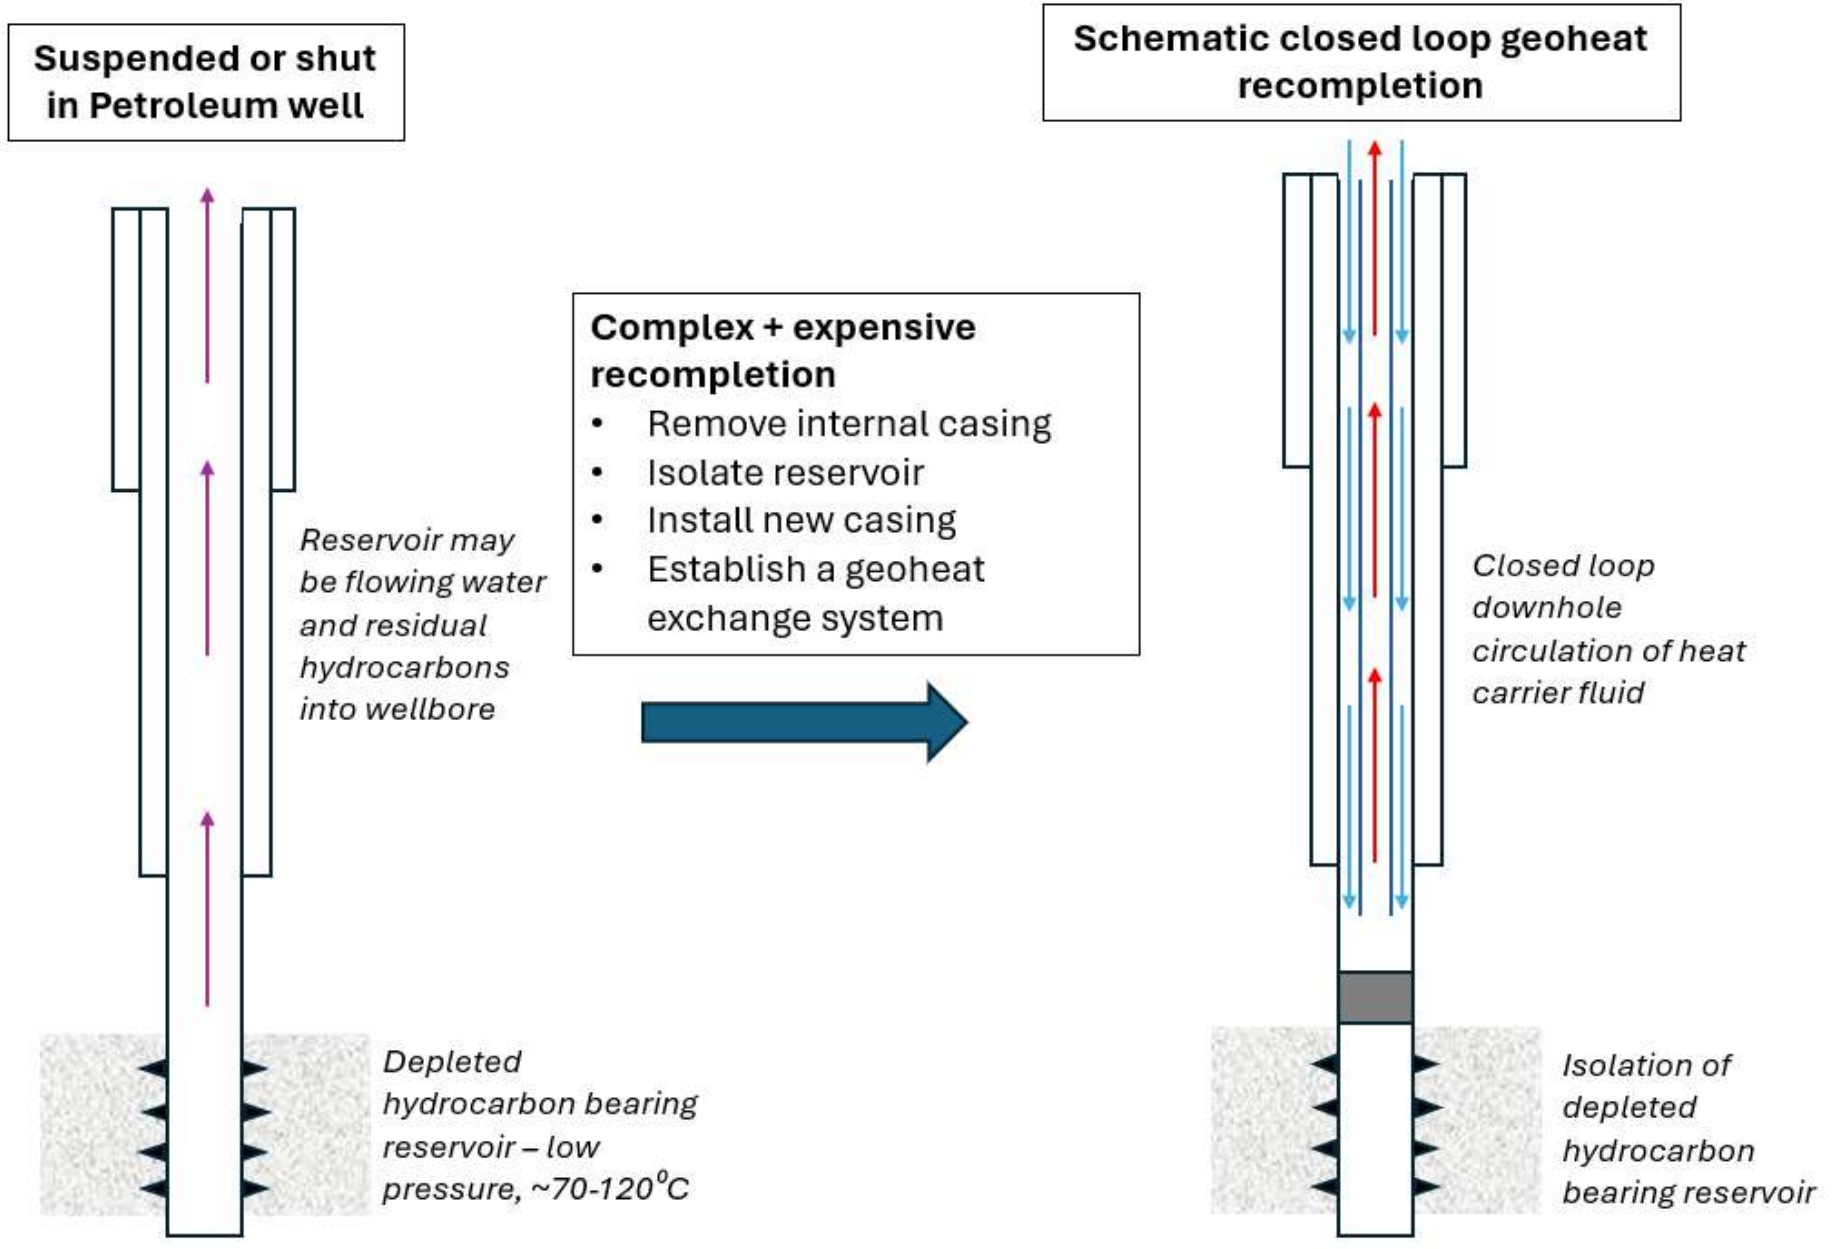 Suspended or shut
in Petroleum well
Schematic closed loop geoheat
recompletion
Complex + expensive
recompletion
• Remove internal casing
• Isolate reservoir
• Install new casing
• Establish a geoheat
exchange system
Reservoir may
be flowing water
and residual
hydrocarbons
into wellbore
Closed loop
downhole
circulation of heat
carrier fluid
Depleted
hydrocarbon bearing
reservoir – low
pressure, ~70-120⁰C
Isolation of
depleted
hydrocarbon
bearing reservoir